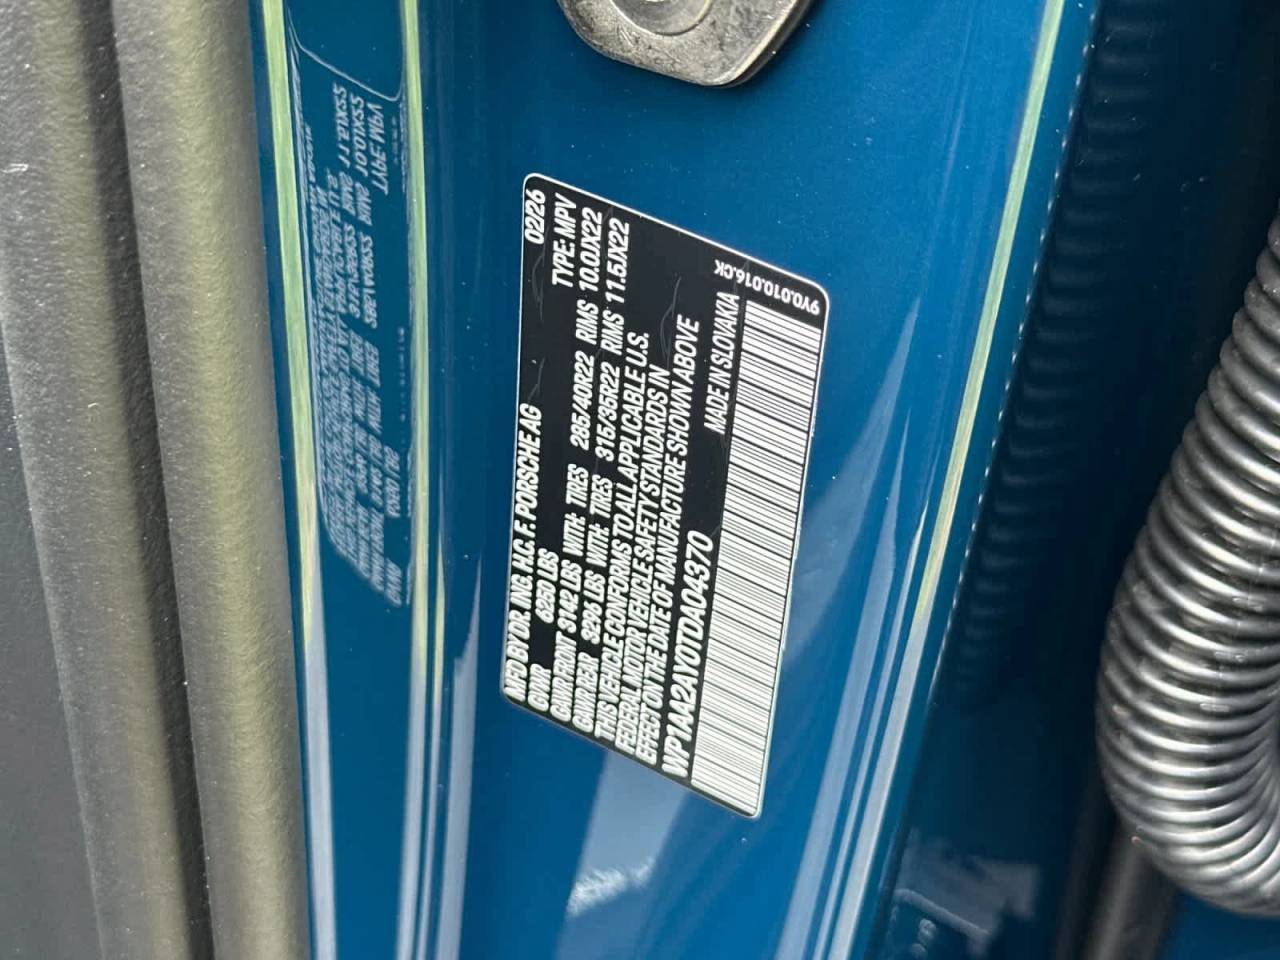 MFD BY DR. ING. H.C. F. PORSCHE AG 02/26
GVWR 6261 LBS TYPE: MPV
GAWR FRONT 3142 LBS WITH: TIRES 285/40R22 RIMS 10.0JX22
GAWR RIER 3296 LBS WITH: TIRES 315/35R22 RIMS 11.5JX22
THIS VEHICLE CONFORMS TO ALL APPLICABLE U.S.
FEDERAL MOTOR VEHICLE SAFETY STANDARDS IN
EFFECT ON THE DATE OF MANUFACTURE SHOWN ABOVE
WP1AA2AY0TDA04370 MADE IN SLOVAKIA
9Y0.010.016.CK